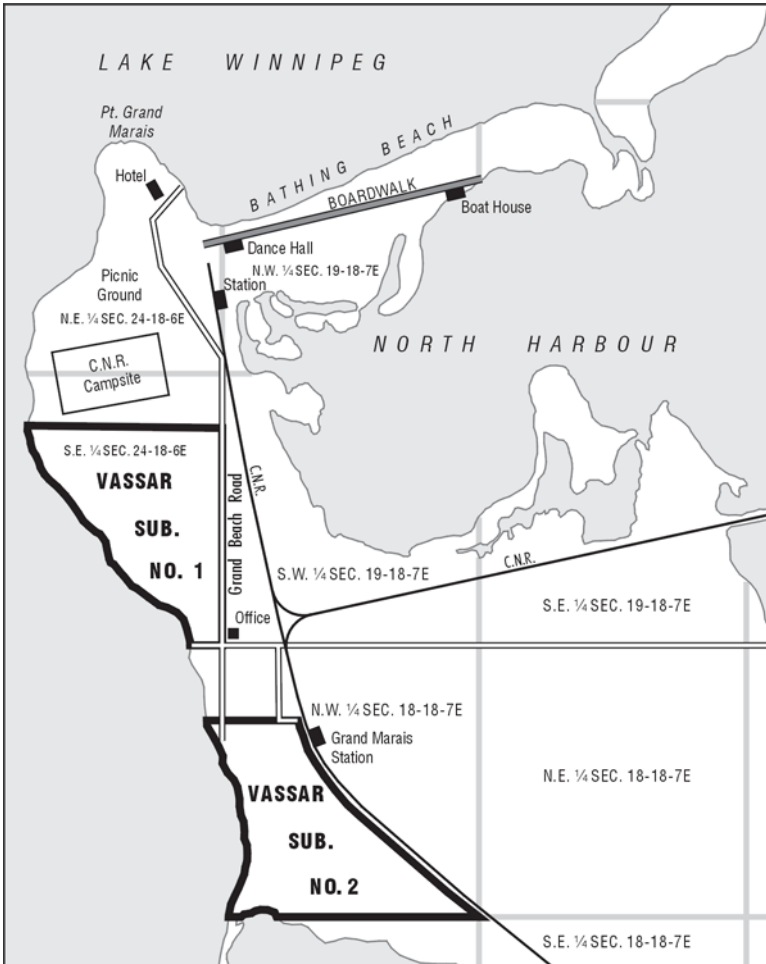 LAKE WINNIPEG
Pt. Grand
Marais
Hotel
BATHING BEACH
BOARDWALK
Boat House
Dance Hall
N.W. ¼ SEC. 19-18-7E
Station
Picnic
Ground
N.E. ¼ SEC. 24-18-6E
NORTH HARBOUR
C.N.R.
Campsite
S.E. ¼ SEC. 24-18-6E
VASSAR
SUB.
NO. 1
Grand Beach Road
C.N.R.
C.N.R.
S.W. ¼ SEC. 19-18-7E
S.E. ¼ SEC. 19-18-7E
Office
N.W. ¼ SEC. 18-18-7E
Grand Marais
Station
N.E. ¼ SEC. 18-18-7E
VASSAR
SUB.
NO. 2
S.E. ¼ SEC. 18-18-7E